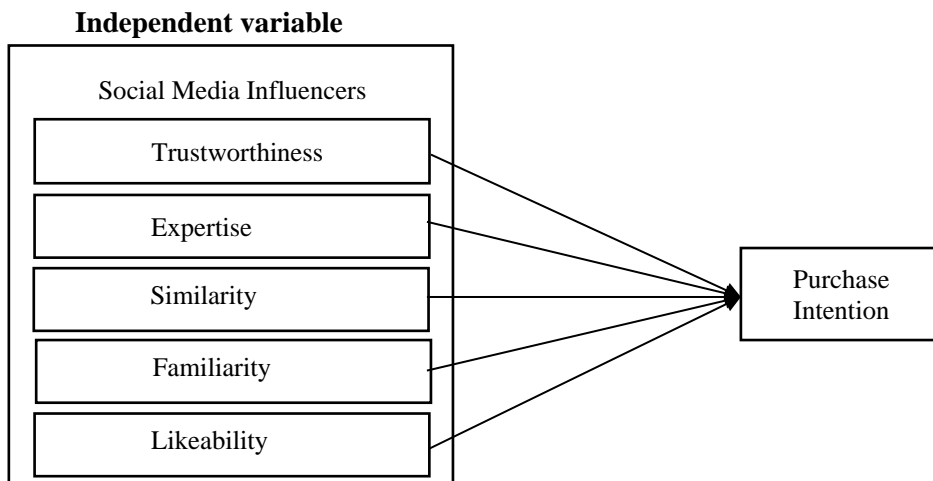 Independent variable
Social Media Influencers
Trustworthiness
Expertise
Similarity
Familiarity
Likeability
Purchase
Intention